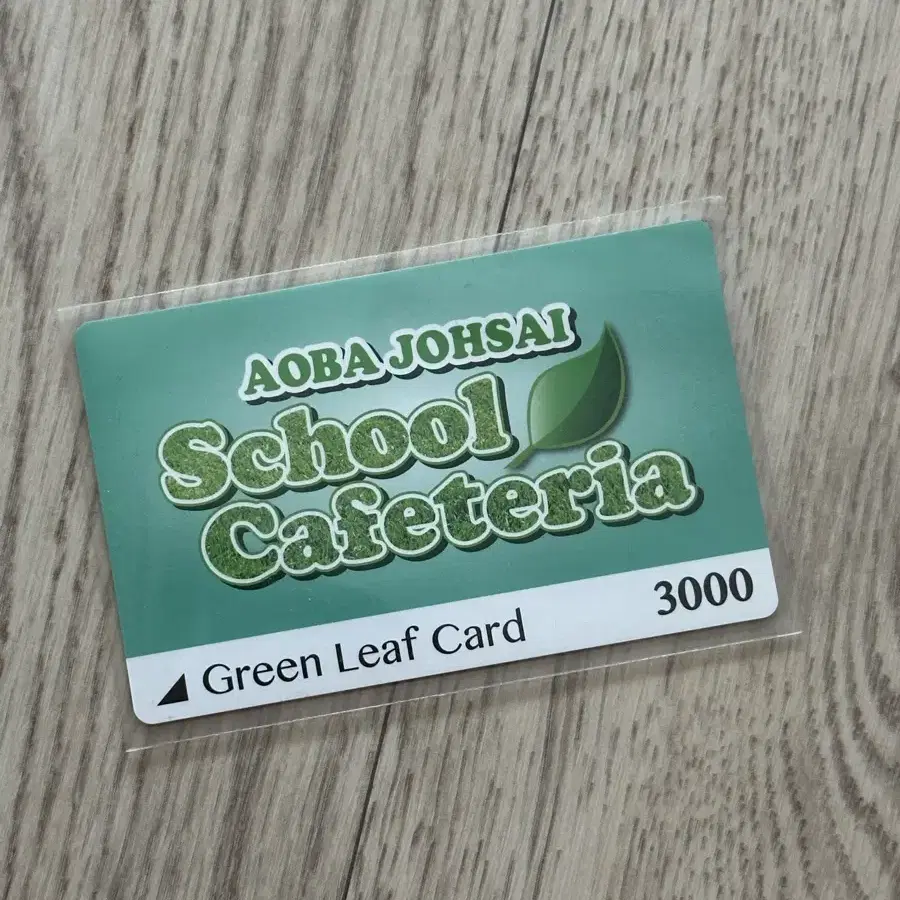 AOBA JOHSAI
School
Cafeteria
Green Leaf Card
3000